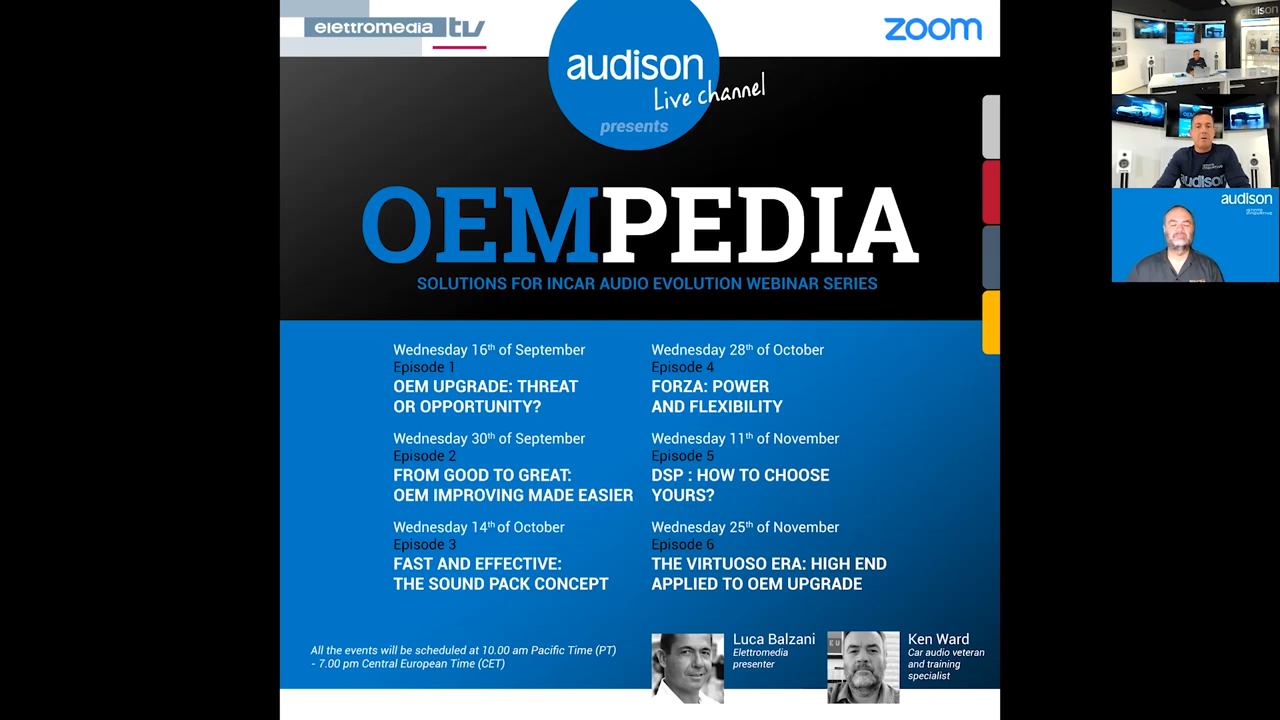 elettromedia tv
zoom
audison
Live channel
presents
OEMPEDIA
SOLUTIONS FOR INCAR AUDIO EVOLUTION WEBINAR SERIES
Wednesday 16th of September
Episode 1
OEM UPGRADE: THREAT
OR OPPORTUNITY?
Wednesday 30th of September
Episode 2
FROM GOOD TO GREAT:
OEM IMPROVING MADE EASIER
Wednesday 14th of October
Episode 3
FAST AND EFFECTIVE:
THE SOUND PACK CONCEPT
Wednesday 28th of October
Episode 4
FORZA: POWER
AND FLEXIBILITY
Wednesday 11th of November
Episode 5
DSP : HOW TO CHOOSE
YOURS?
Wednesday 25th of November
Episode 6
THE VIRTUOSO ERA: HIGH END
APPLIED TO OEM UPGRADE
All the events will be scheduled at 10.00 am Pacific Time (PT)
- 7.00 pm Central European Time (CET)
Luca Balzani
Elettromedia
presenter
Ken Ward
Car audio veteran
and training
specialist
audison
audison
audison